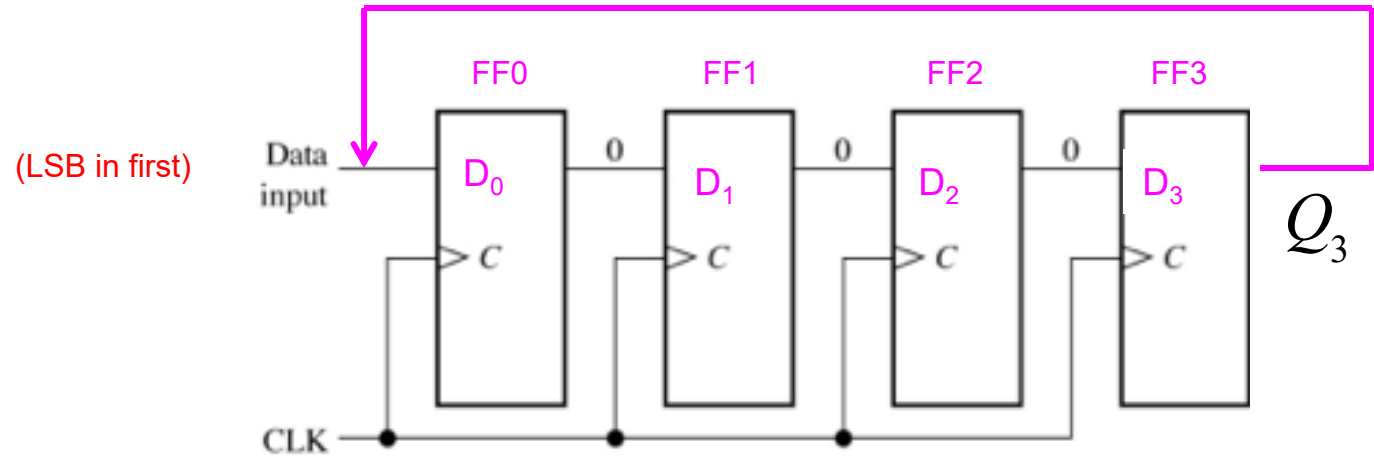 FF0 FF1 FF2 FF3
0 0 0
(LSB in first) Data input D₀ D₁ D₂ D₃
Q₃
C C C C
CLK